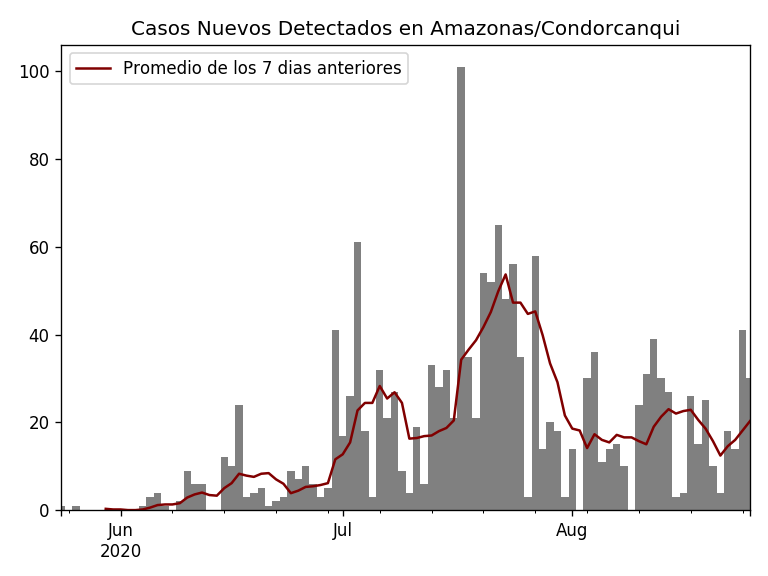 Casos Nuevos Detectados en Amazonas/Condorcanqui
Promedio de los 7 dias anteriores
100
80
60
40
20
0
Jun
2020
Jul
Aug